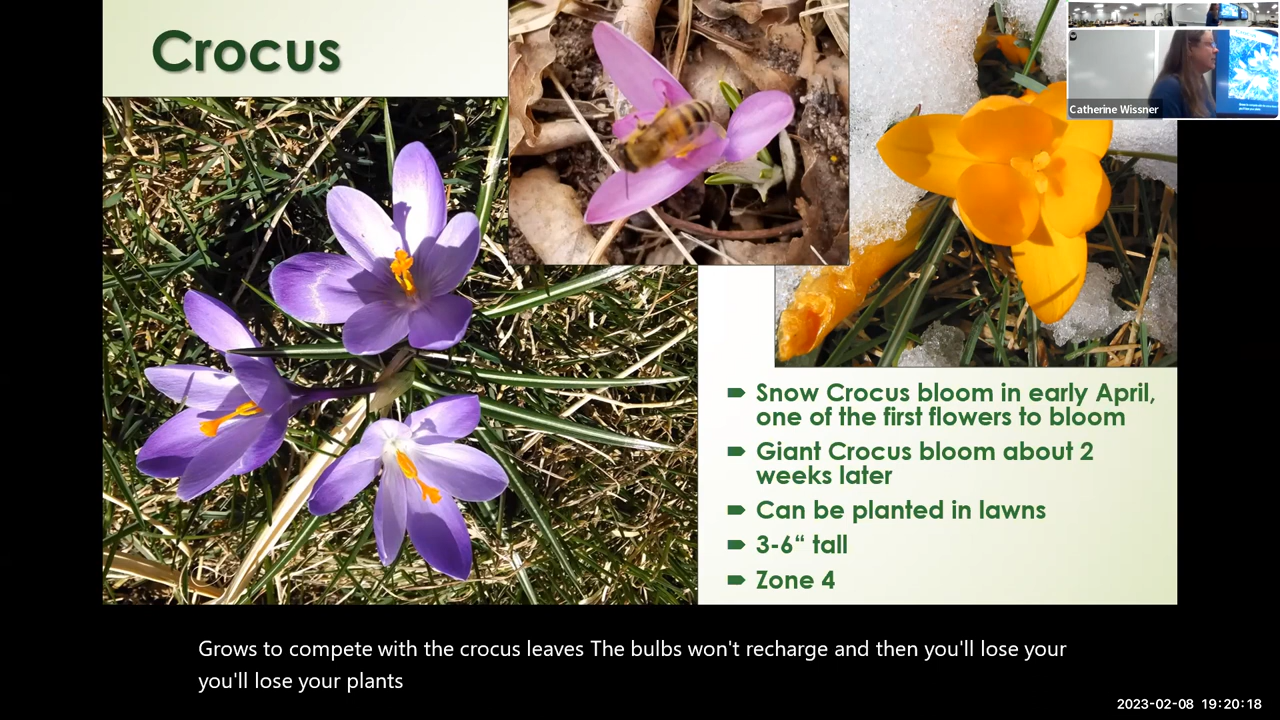 Crocus
Catherine Wissner
Snow Crocus bloom in early April,
one of the first flowers to bloom
Giant Crocus bloom about 2
weeks later
Can be planted in lawns
3-6“ tall
Zone 4
Grows to compete with the crocus leaves The bulbs won't recharge and then you'll lose your
you'll lose your plants
2023-02-08 19:20:18